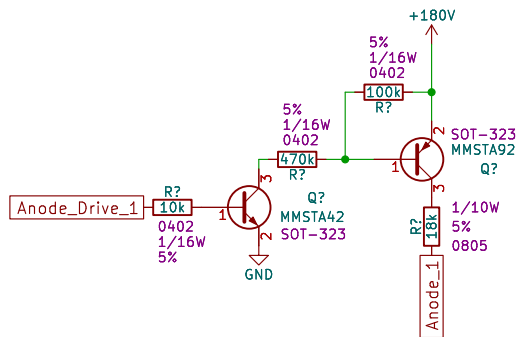 +180V
5%
1/16W
0402
100k
R?
5%
1/16W
0402
470k
R?
2
SOT-323
MMSTA92
Q?
1
3
3
Q?
MMSTA42
SOT-323
1
2
GND
Anode_Drive_1
R?
10k
0402
1/16W
5%
R?
18k
1/10W
5%
0805
Anode_1